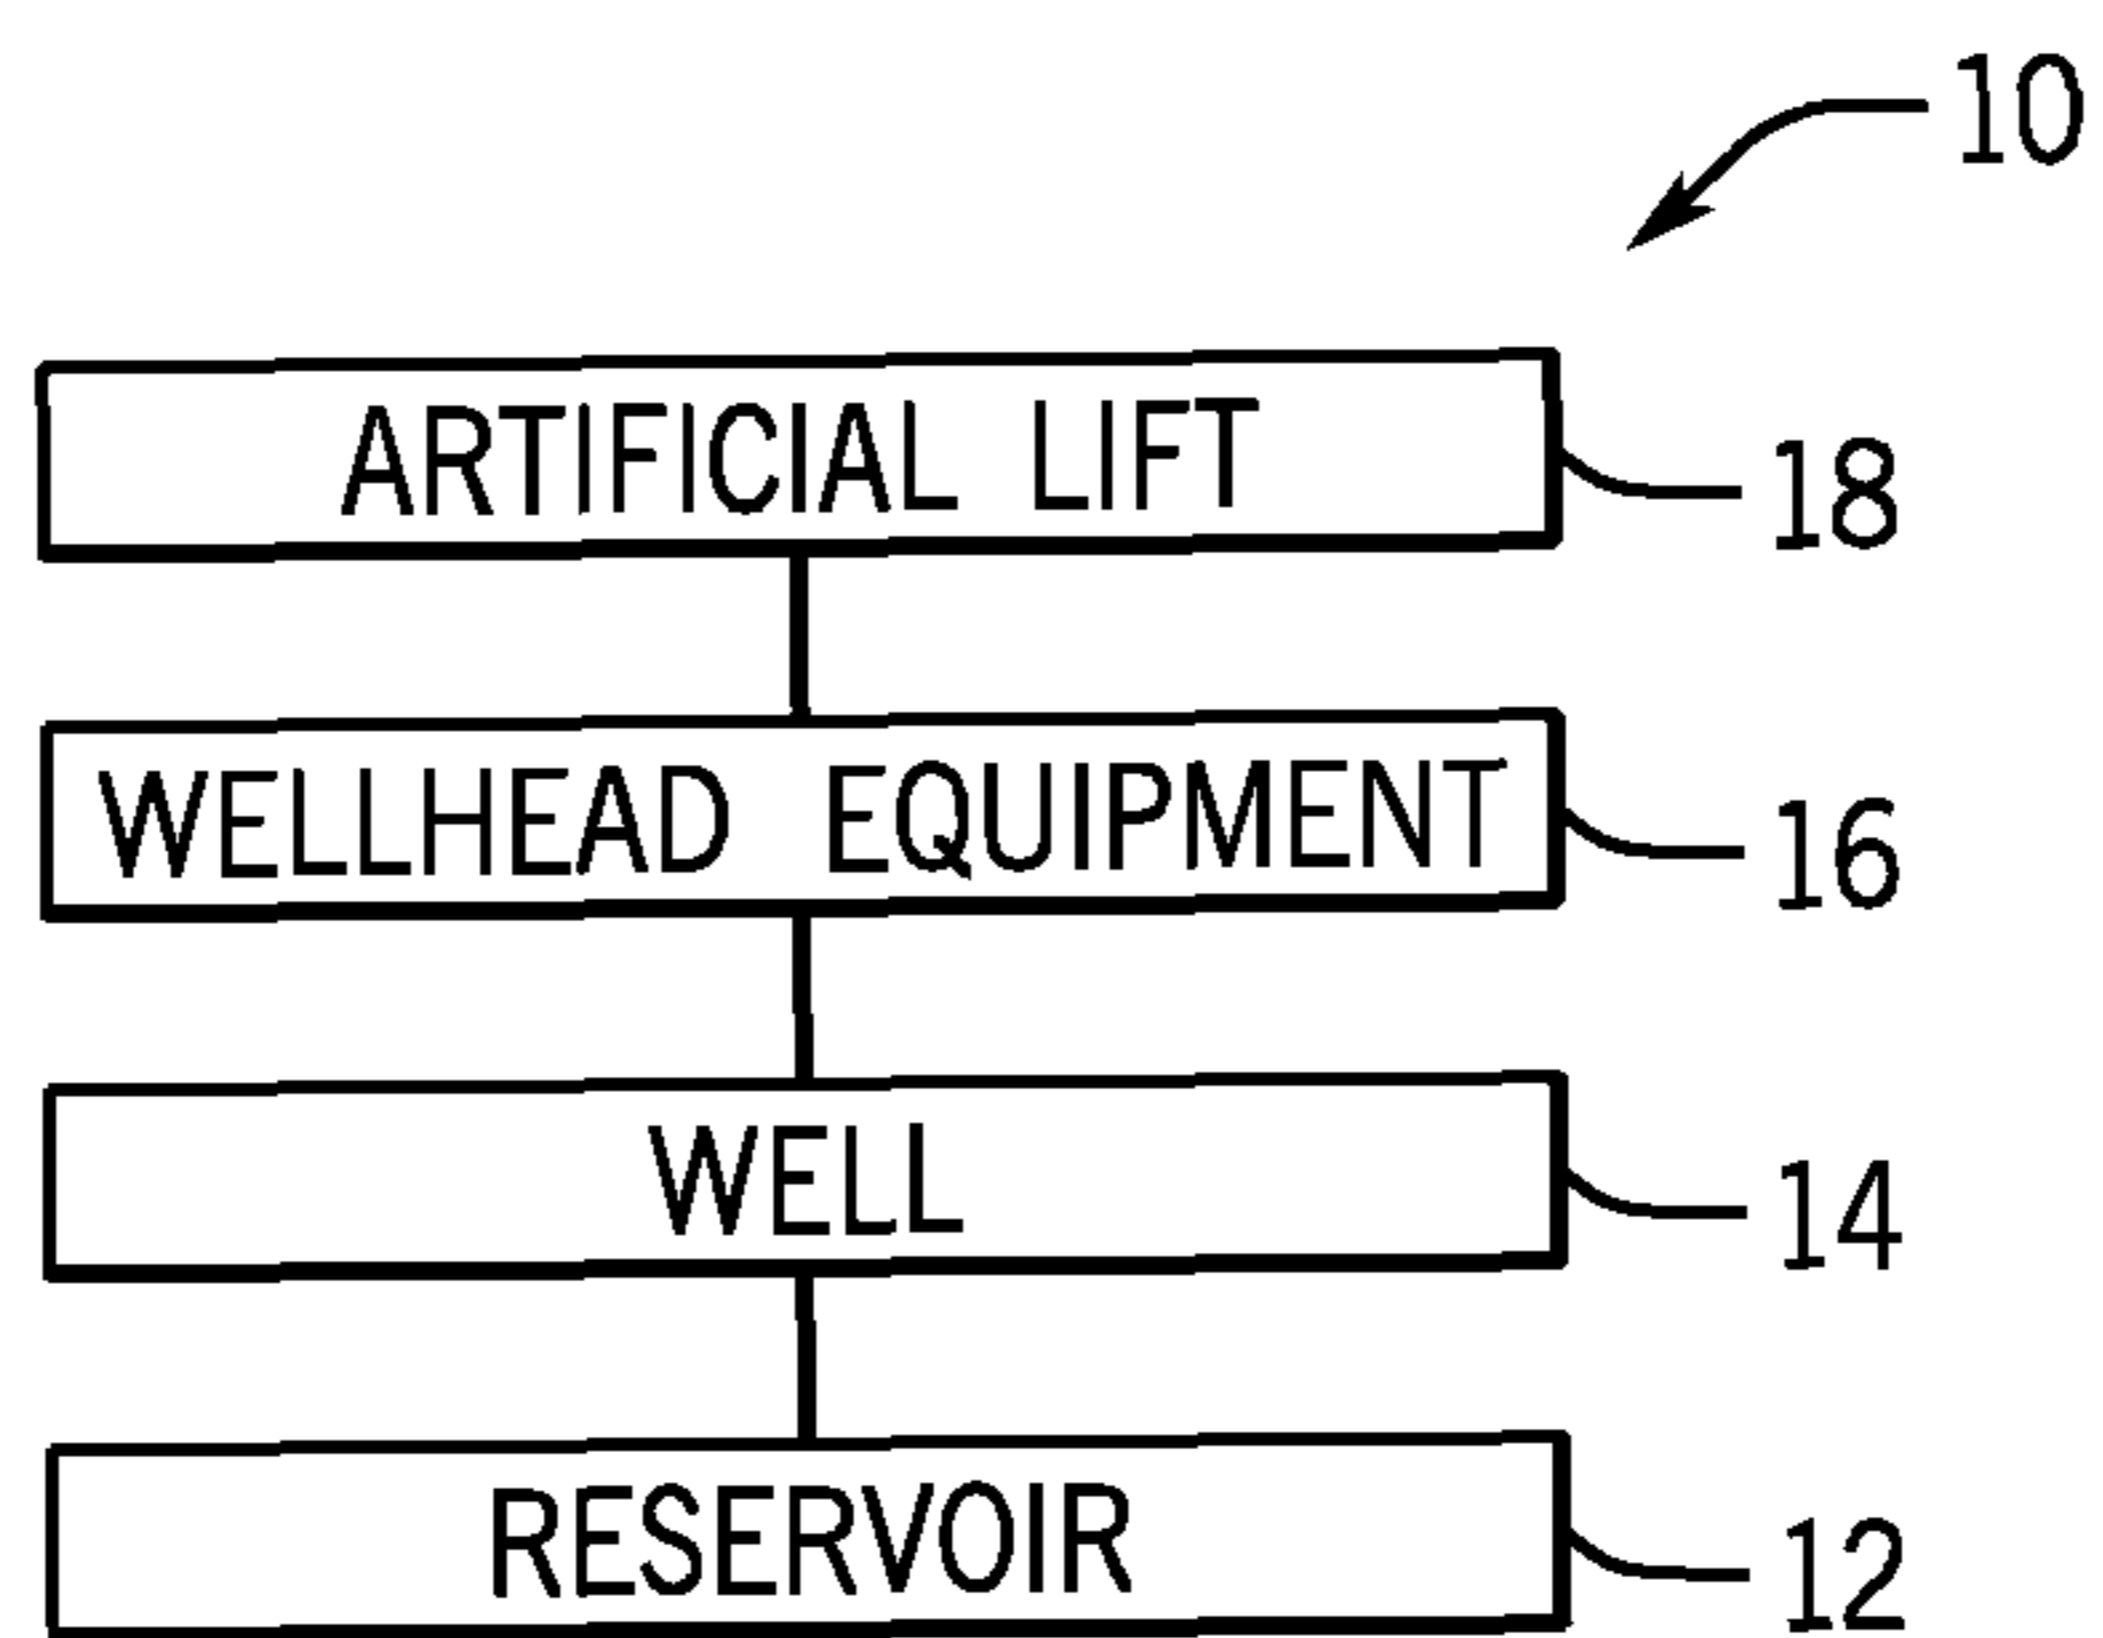 10
ARTIFICIAL LIFT
18
WELLHEAD EQUIPMENT
16
WELL
14
RESERVOIR
12